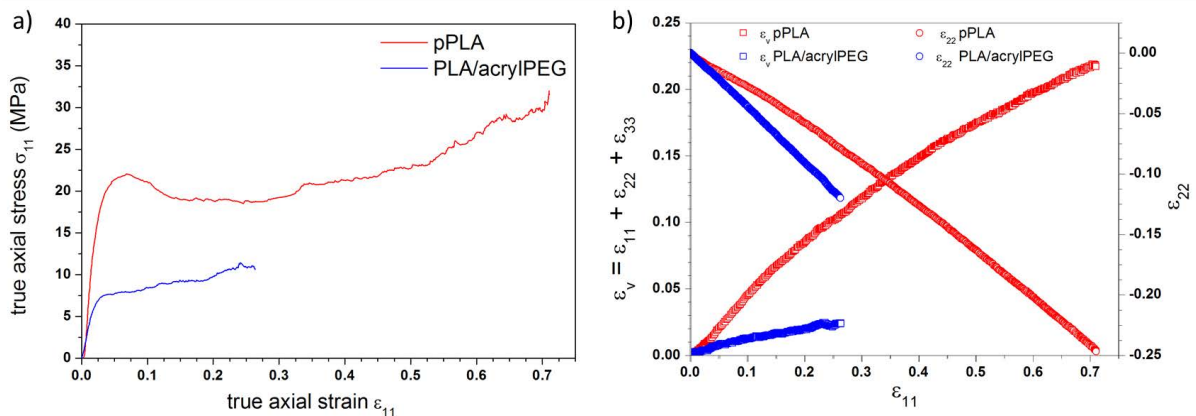 a)
40
35
30
25
20
15
10
5
0
true axial stress σ₁₁ (MPa)
pPLA
PLA/acrylPEG
0.0 0.1 0.2 0.3 0.4 0.5 0.6 0.7
true axial strain ε₁₁
b)
0.25
0.20
0.15
0.10
0.05
0.00
εᵥ = ε₁₁ + ε₂₂ + ε₃₃
εᵥ pPLA
ε₂₂ pPLA
εᵥ PLA/acrylPEG
ε₂₂ PLA/acrylPEG
0.00
-0.05
-0.10
-0.15
-0.20
-0.25
ε₂₂
0.0 0.1 0.2 0.3 0.4 0.5 0.6 0.7
ε₁₁